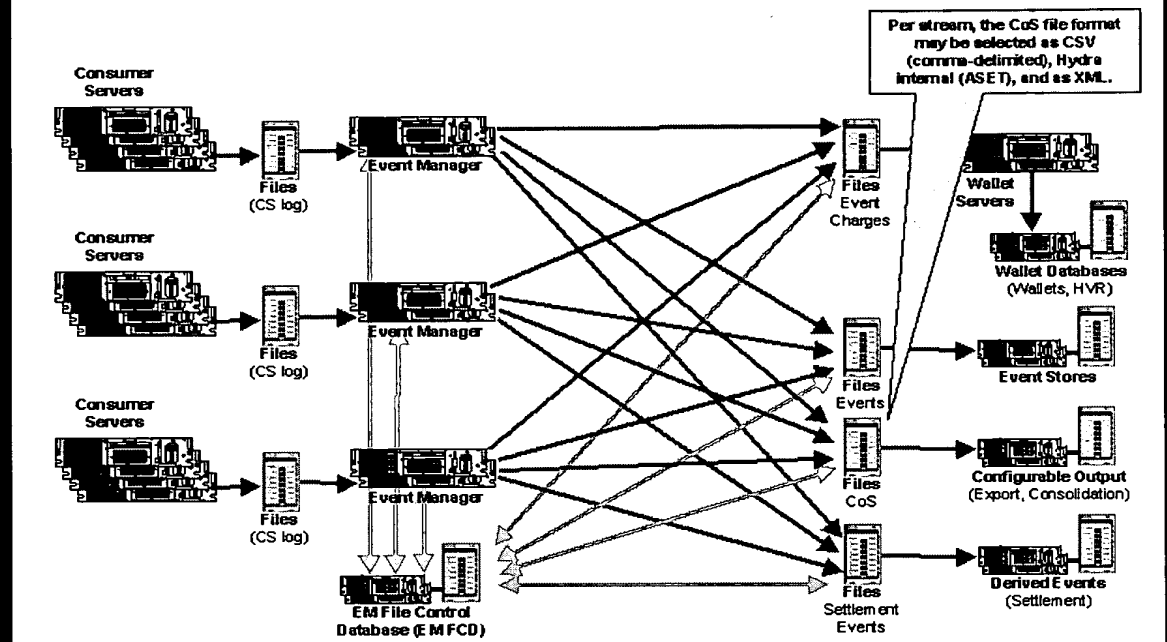 Per stream, the CoS file format
may be selected as CSV
(comma-delimited), Hydra
internal (ASET), and as XML.
Consumer
Servers
Files
(CS log)
Event Manager
Files
Event
Charges
Wallet
Servers
Wallet Databases
(Wallets, HVR)
Consumer
Servers
Files
(CS log)
Event Manager
Files
Events
Event Stores
Consumer
Servers
Files
(CS log)
Event Manager
Files
CoS
Configurable Output
(Export, Consolidation)
EM File Control
Database (EMFCD)
Files
Settlement
Events
Derived Events
(Settlement)